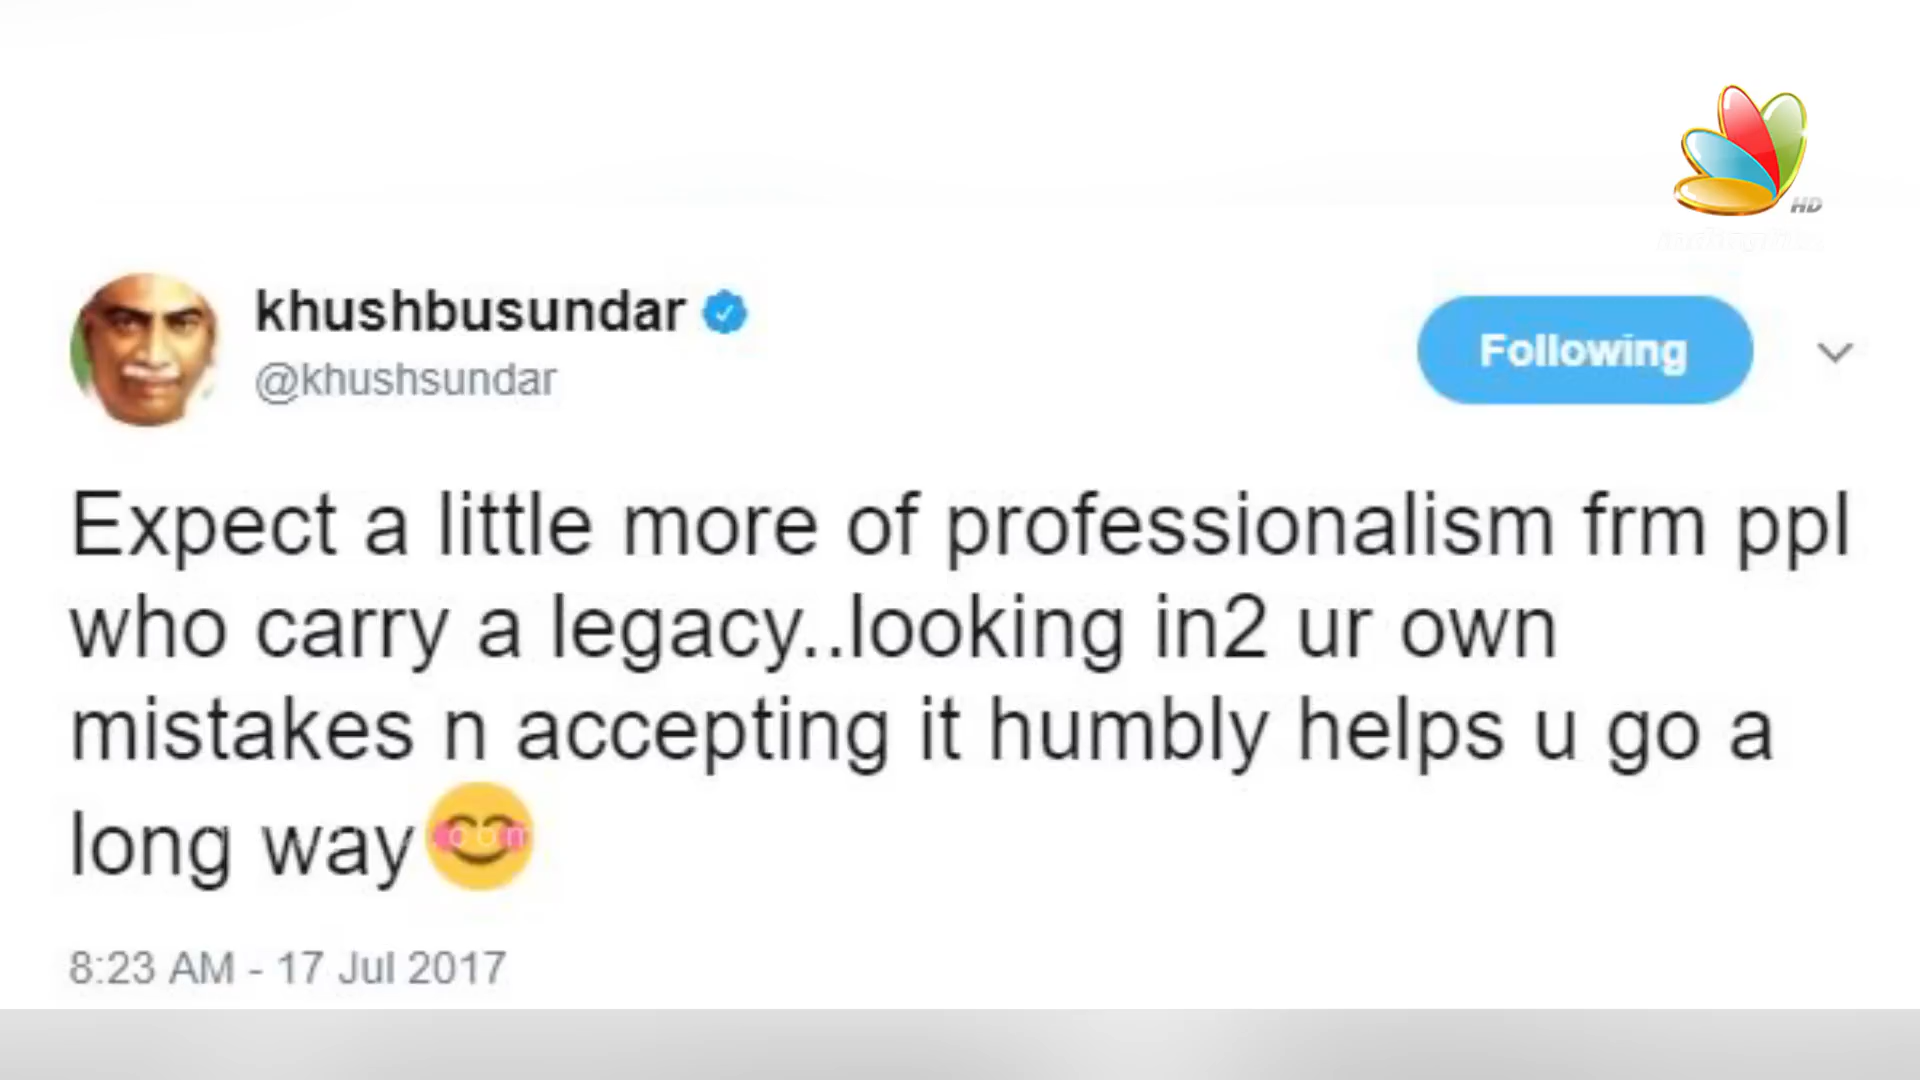 HD
khushbusundar
@khushsundar
Following
Expect a little more of professionalism frm ppl
who carry a legacy..looking in2 ur own
mistakes n accepting it humbly helps u go a
long way😊
.com
8:23 AM - 17 Jul 2017